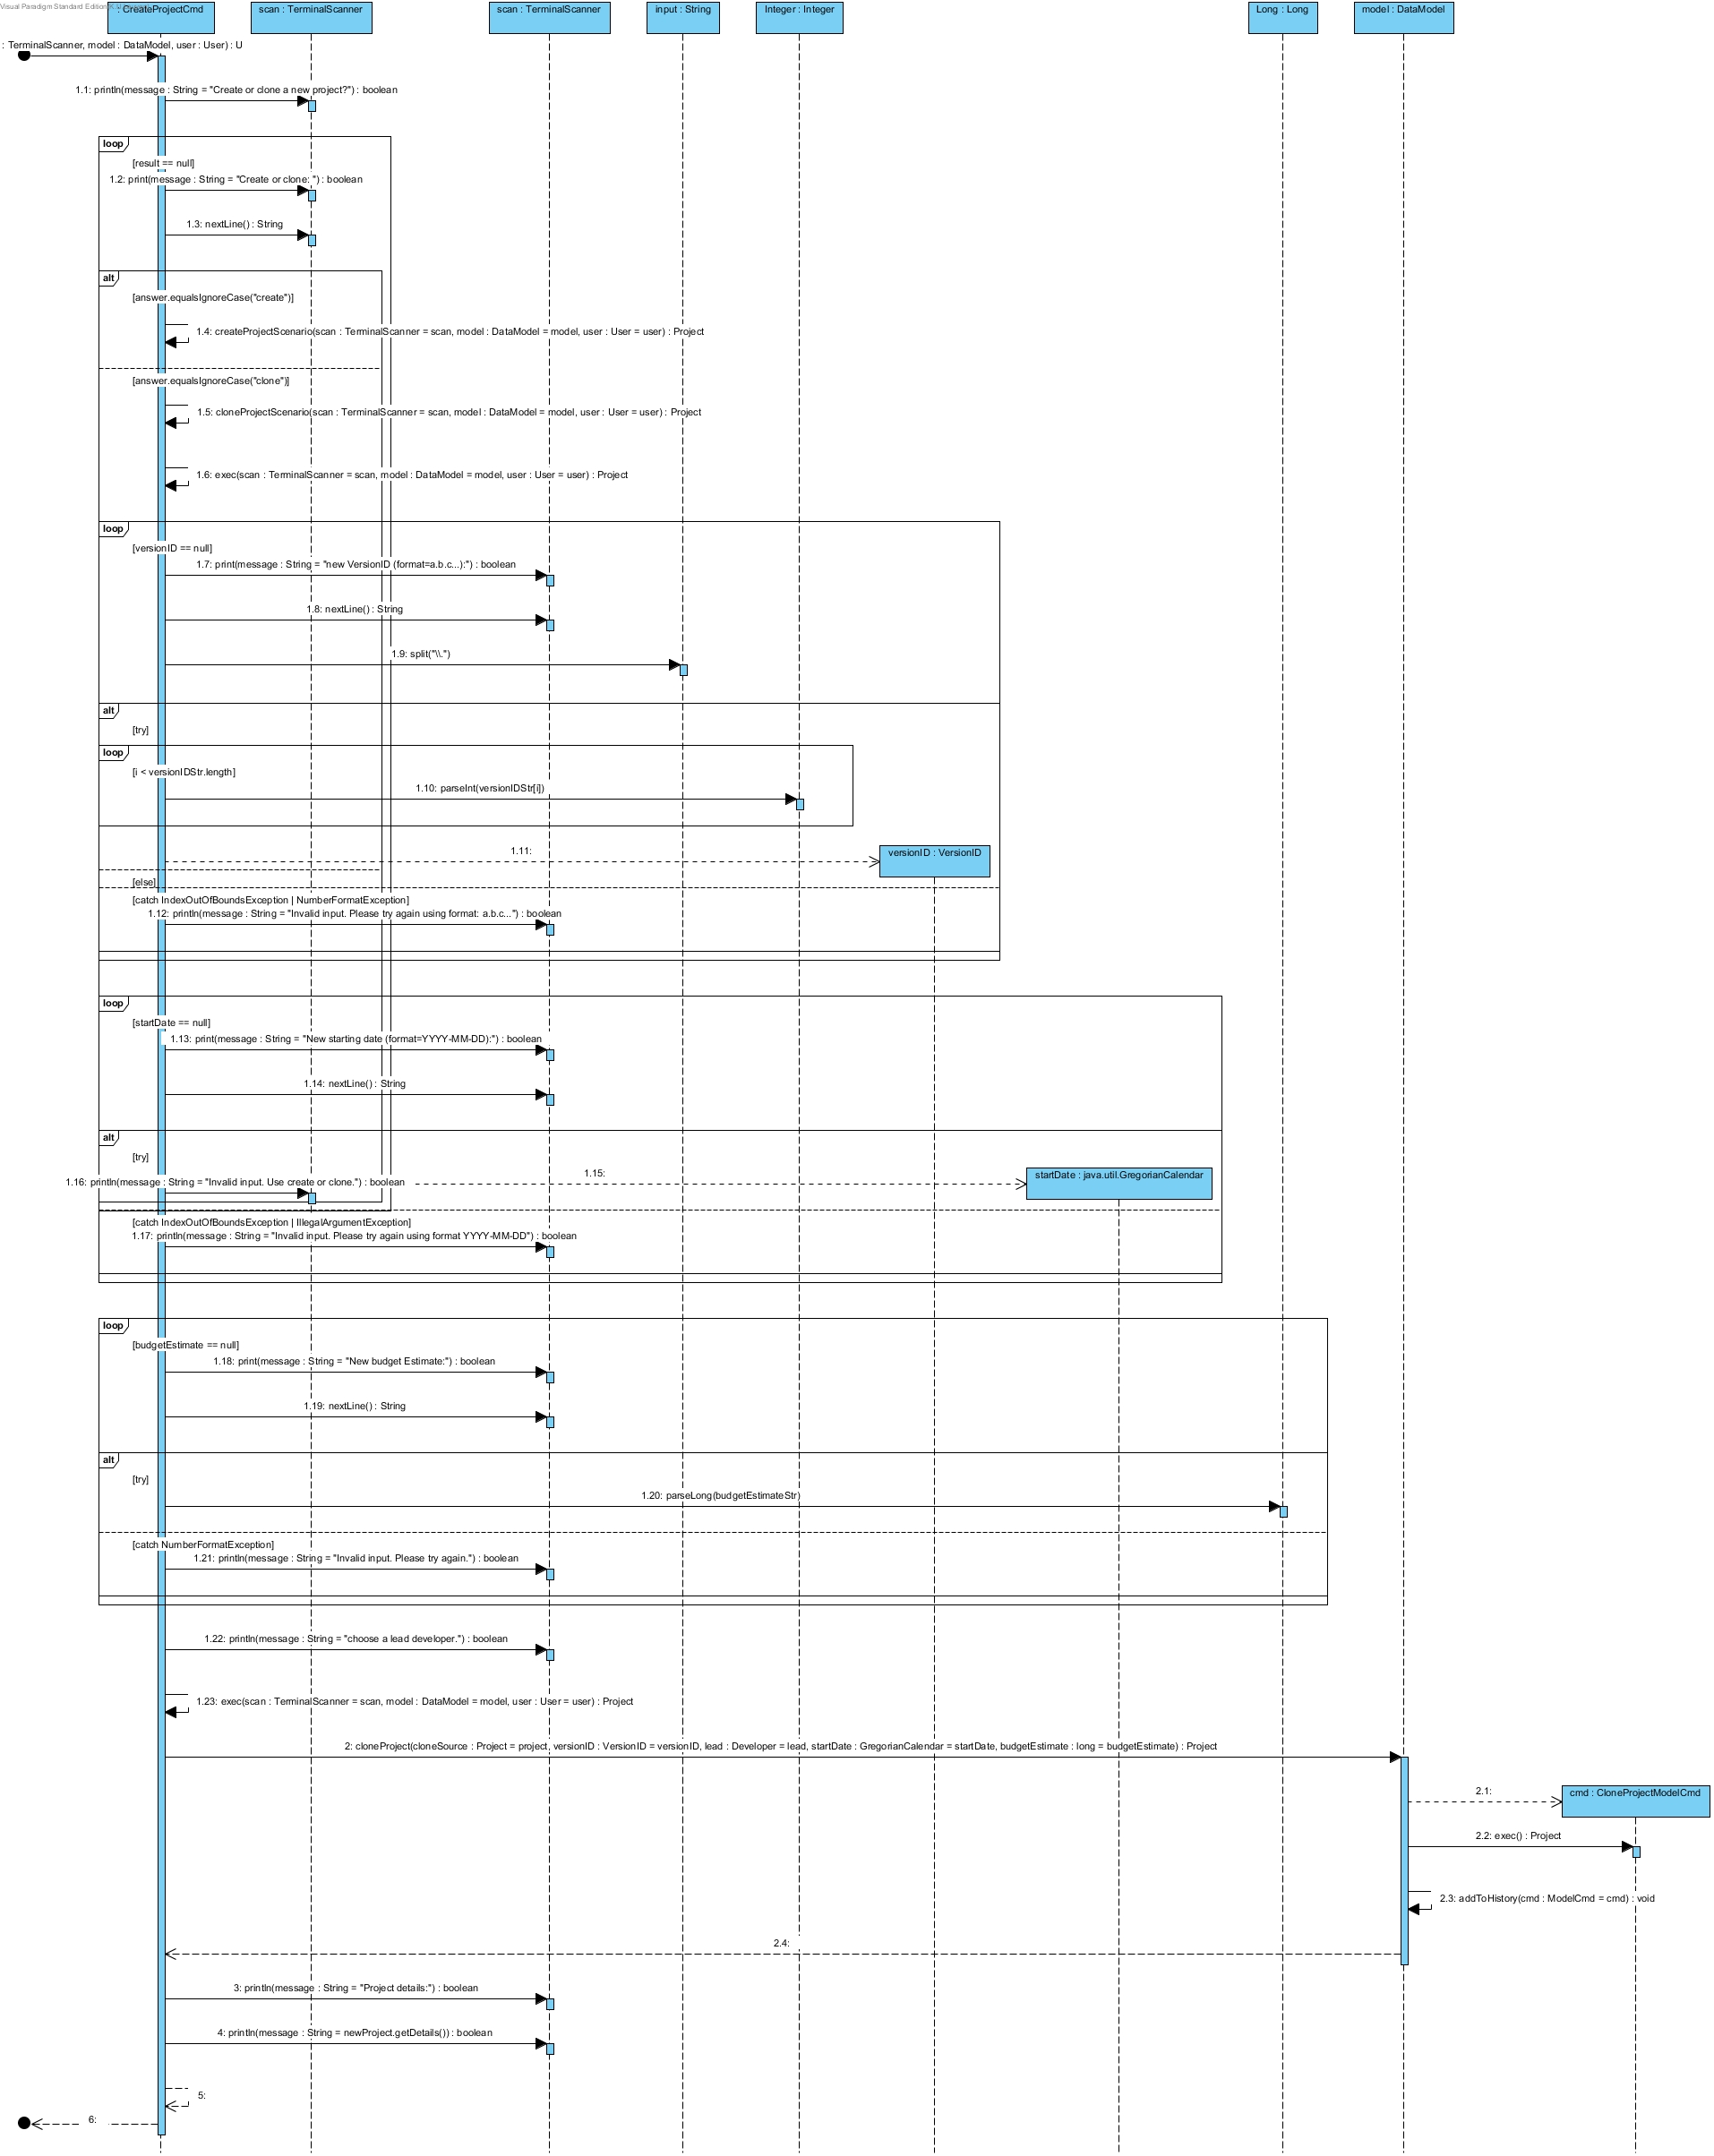 Visual Paradigm Standard Edition
: CreateProjectCmd
scan : TerminalScanner
scan : TerminalScanner
input : String
Integer : Integer
Long : Long
model : DataModel
: TerminalScanner, model : DataModel, user : User) : U
1.1: println(message : String = "Create or clone a new project?") : boolean
loop
[result == null]
1.2: print(message : String = "Create or clone: ") : boolean
1.3: nextLine() : String
alt
[answer.equalsIgnoreCase("create")]
1.4: createProjectScenario(scan : TerminalScanner = scan, model : DataModel = model, user : User = user) : Project
[answer.equalsIgnoreCase("clone")]
1.5: cloneProjectScenario(scan : TerminalScanner = scan, model : DataModel = model, user : User = user) : Project
1.6: exec(scan : TerminalScanner = scan, model : DataModel = model, user : User = user) : Project
loop
[versionID == null]
1.7: print(message : String = "new VersionID (format=a.b.c...):") : boolean
1.8: nextLine() : String
1.9: split("\\.")
alt
[try]
loop
[i < versionIDStr.length]
1.10: parseInt(versionIDStr[i])
1.11:
versionID : VersionID
[else]
[catch IndexOutOfBoundsException | NumberFormatException]
1.12: println(message : String = "Invalid input. Please try again using format: a.b.c...") : boolean
loop
[startDate == null]
1.13: print(message : String = "New starting date (format=YYYY-MM-DD):") : boolean
1.14: nextLine() : String
alt
[try]
1.15:
startDate : java.util.GregorianCalendar
1.16: println(message : String = "Invalid input. Use create or clone.") : boolean
[catch IndexOutOfBoundsException | IllegalArgumentException]
1.17: println(message : String = "Invalid input. Please try again using format YYYY-MM-DD") : boolean
loop
[budgetEstimate == null]
1.18: print(message : String = "New budget Estimate:") : boolean
1.19: nextLine() : String
alt
[try]
1.20: parseLong(budgetEstimateStr)
[catch NumberFormatException]
1.21: println(message : String = "Invalid input. Please try again.") : boolean
1.22: println(message : String = "choose a lead developer.") : boolean
1.23: exec(scan : TerminalScanner = scan, model : DataModel = model, user : User = user) : Project
2: cloneProject(cloneSource : Project = project, versionID : VersionID = versionID, lead : Developer = lead, startDate : GregorianCalendar = startDate, budgetEstimate : long = budgetEstimate) : Project
2.1:
cmd : CloneProjectModelCmd
2.2: exec() : Project
2.3: addToHistory(cmd : ModelCmd = cmd) : void
2.4:
3: println(message : String = "Project details:") : boolean
4: println(message : String = newProject.getDetails()) : boolean
5:
6: